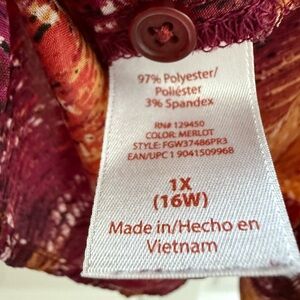 97% Polyester/
Poliéster
3% Spandex
RN# 129450
COLOR: MERLOT
STYLE: FGW37486PR3
EAN/UPC 1 9041509968
1X
(16W)
Made in/Hecho en
Vietnam